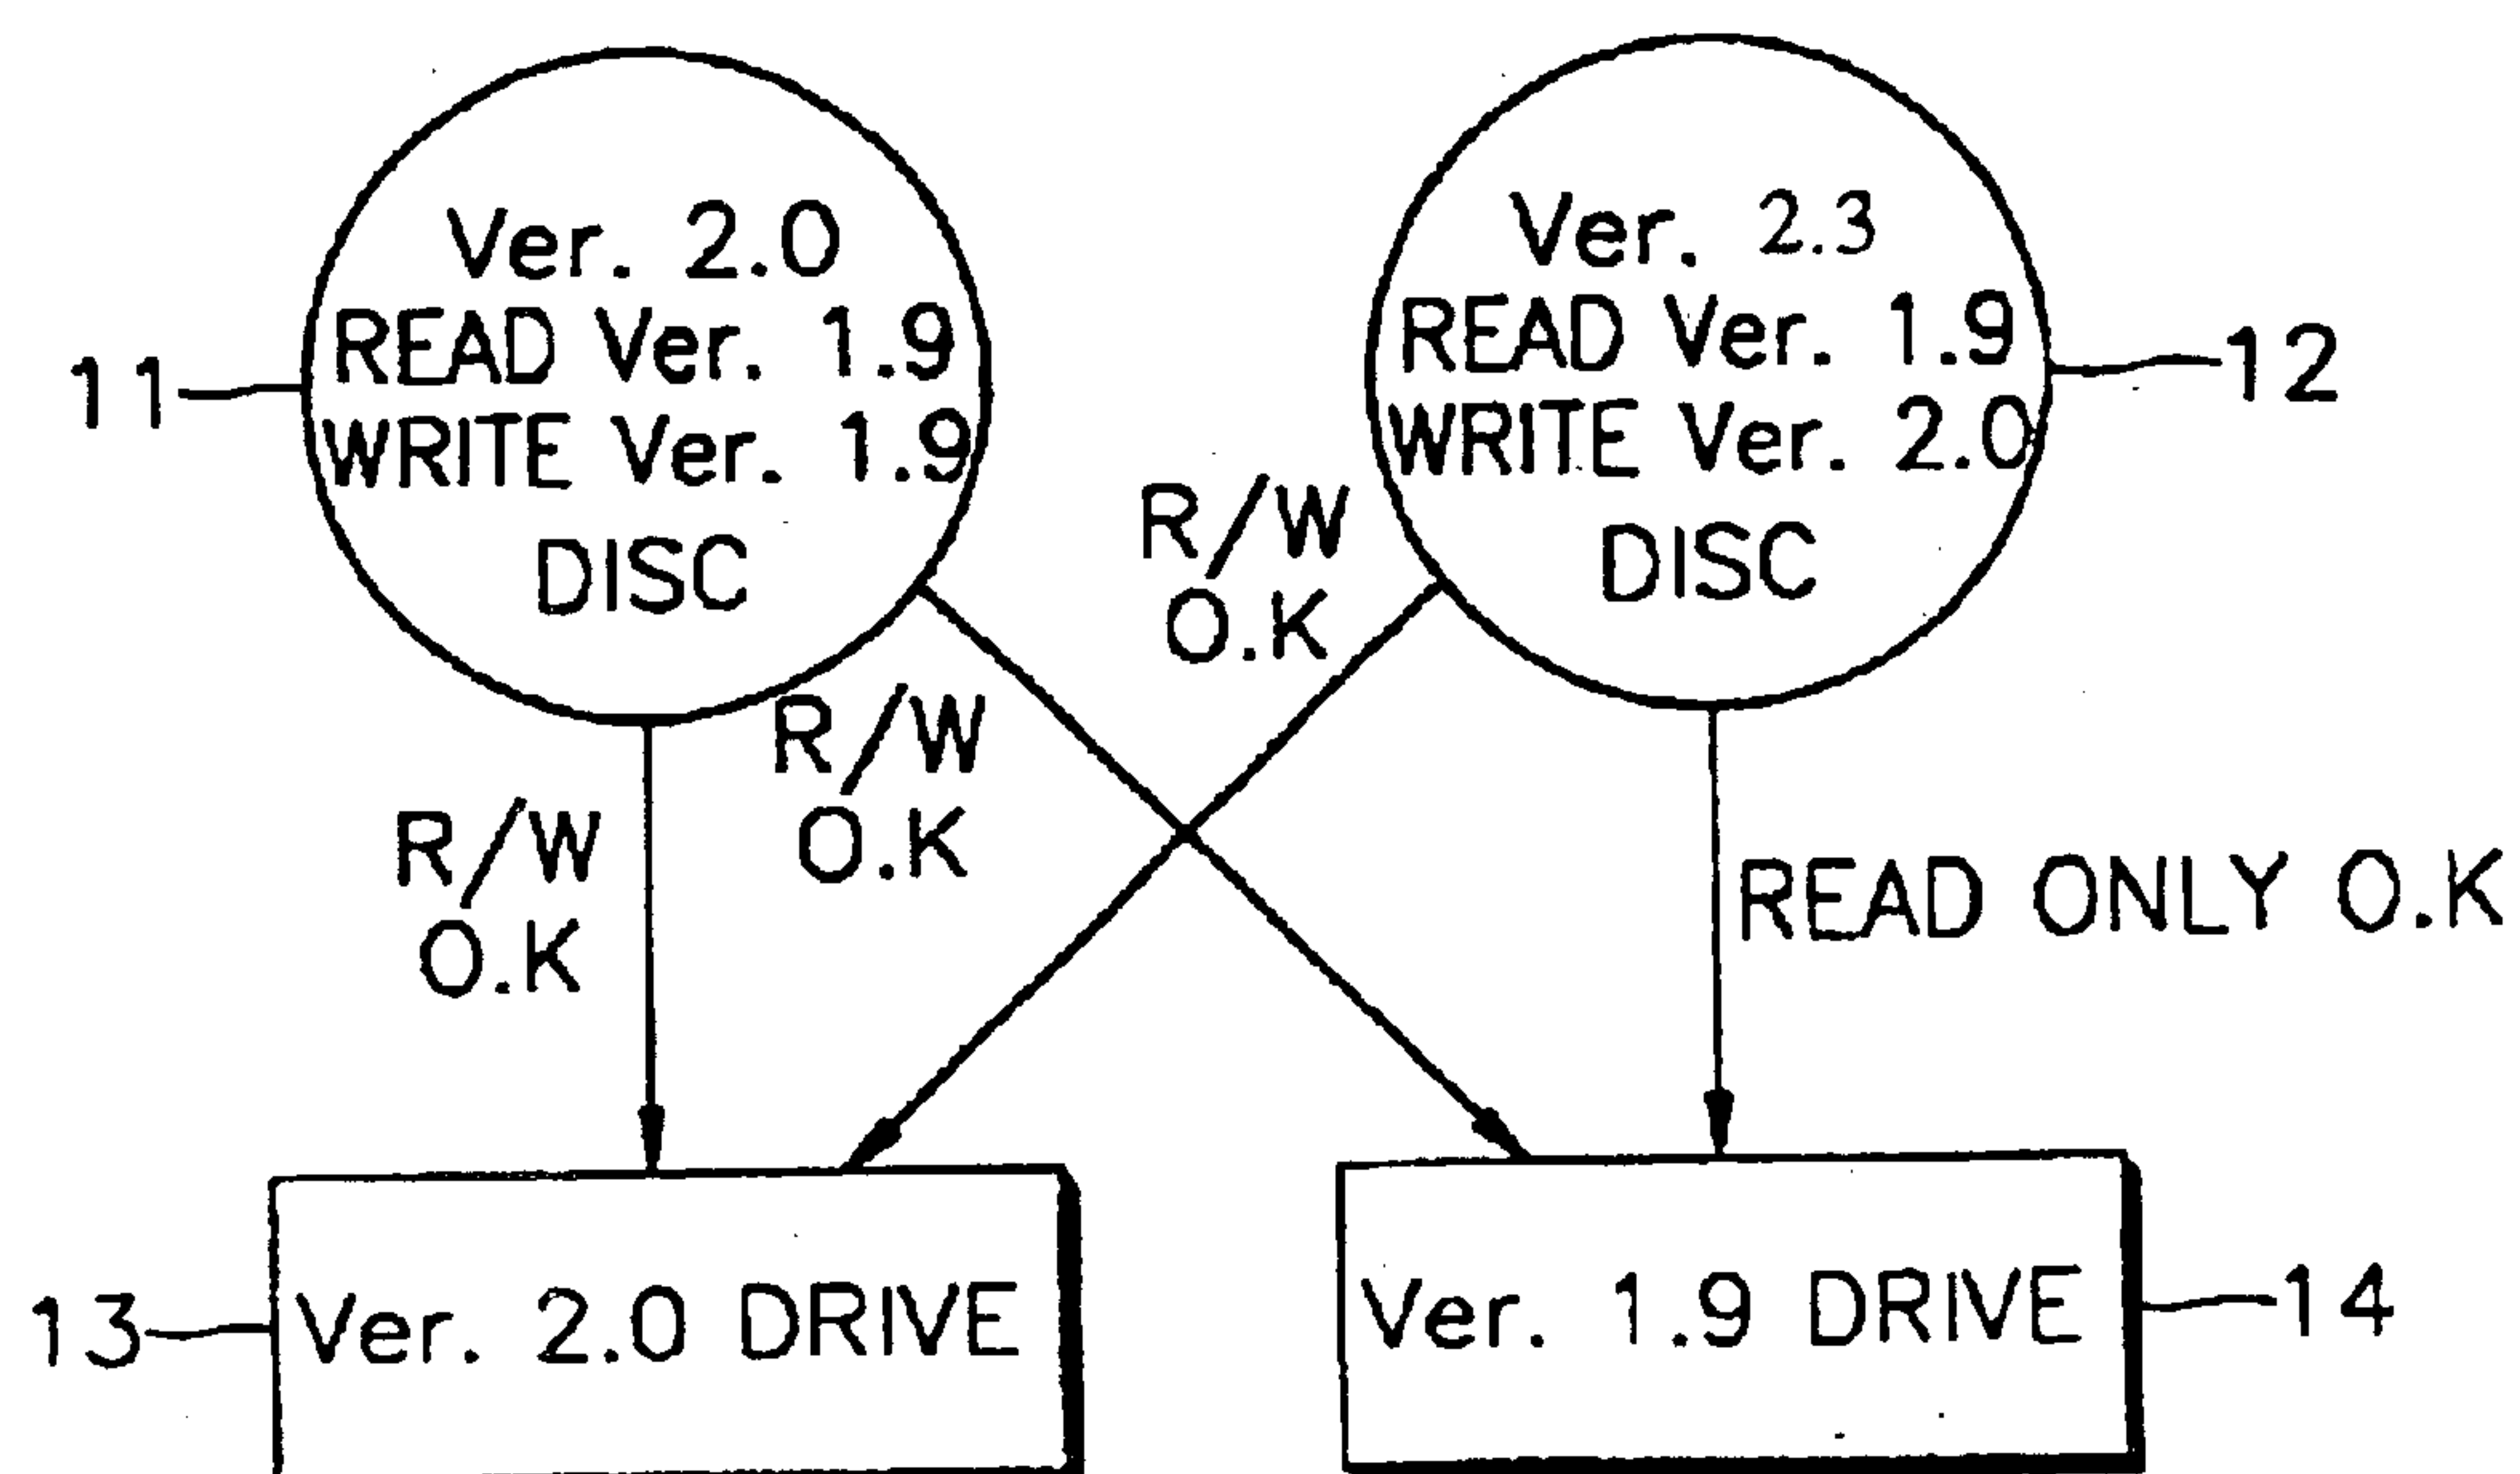 Ver. 2.0
READ Ver. 1.9
WRITE Ver. 1.9
DISC
11
Ver. 2.3
READ Ver. 1.9
WRITE Ver. 2.0
DISC
12
R/W
O.K
R/W
O.K
R/W
O.K
READ ONLY O.K
13
Ver. 2.0 DRIVE
Ver. 1.9 DRIVE
14